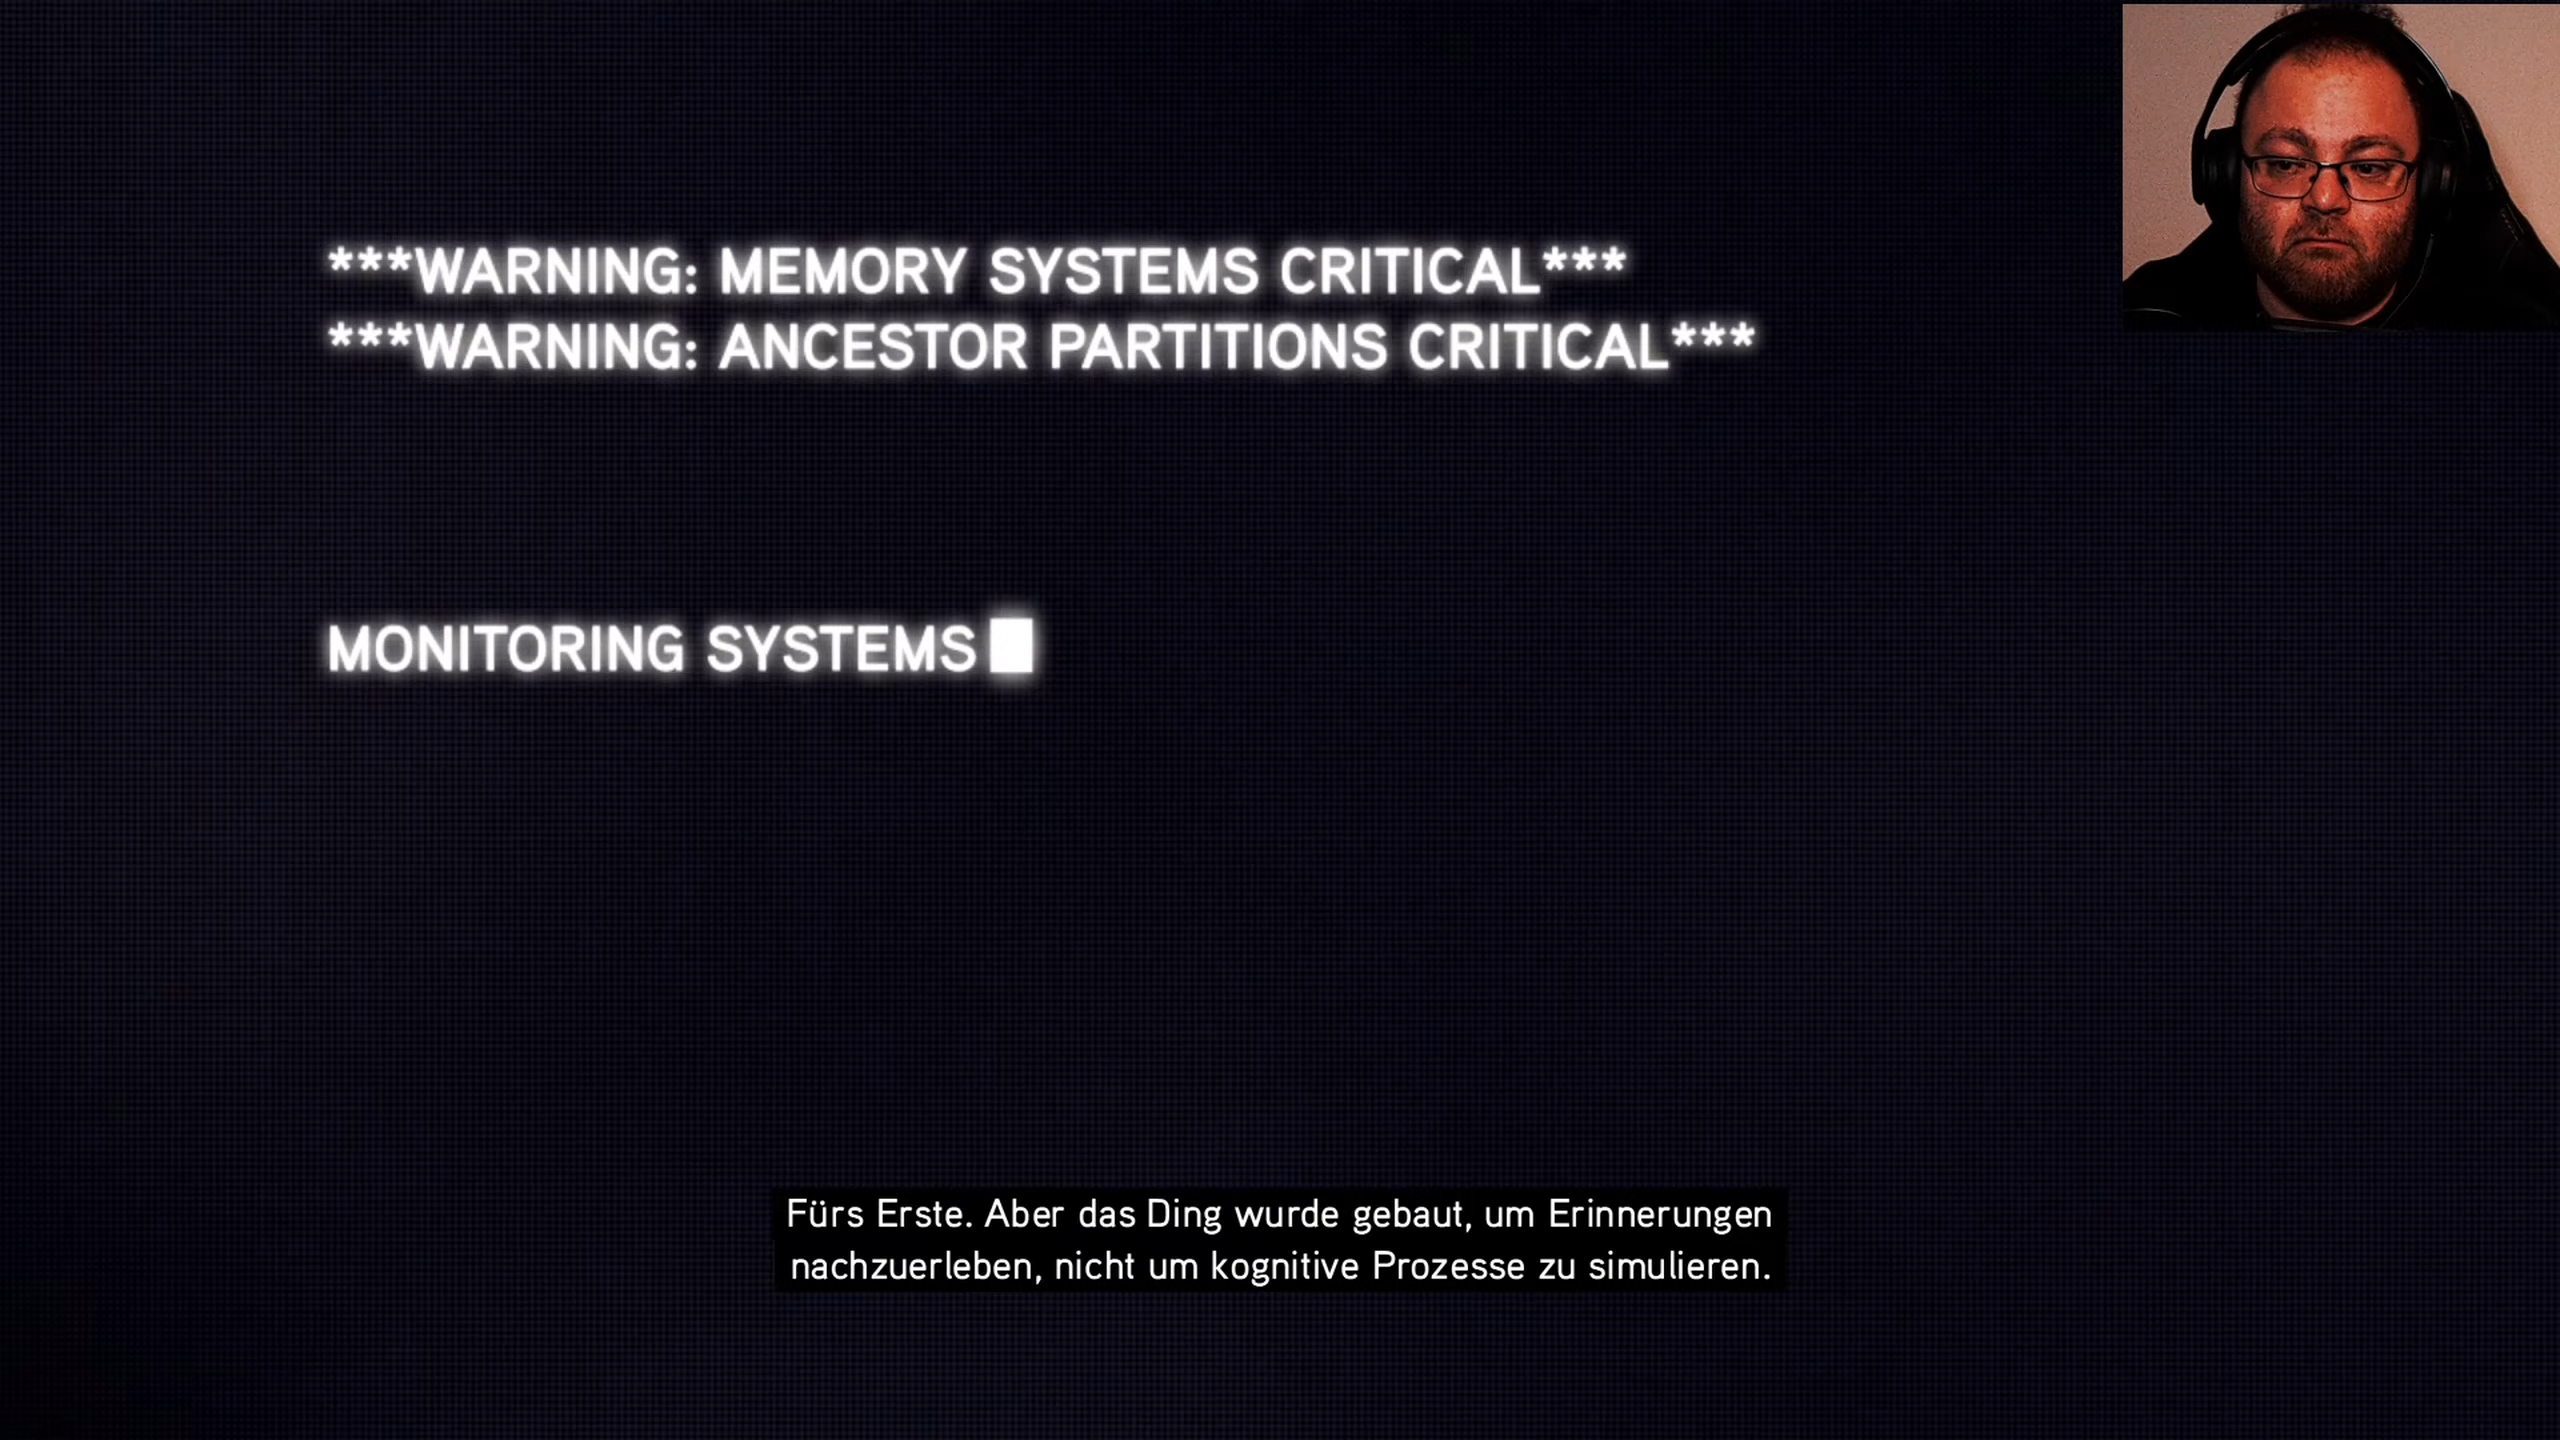 ***WARNING: MEMORY SYSTEMS CRITICAL***
***WARNING: ANCESTOR PARTITIONS CRITICAL***
MONITORING SYSTEMS
Fürs Erste. Aber das Ding wurde gebaut, um Erinnerungen
nachzuerleben, nicht um kognitive Prozesse zu simulieren.